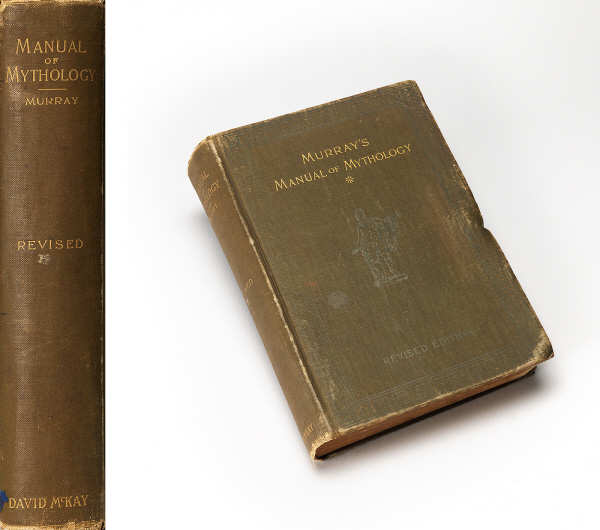 MANUAL
OF
MYTHOLOGY
MURRAY
REVISED
DAVID McKAY
MURRAY'S
MANUAL OF MYTHOLOGY
REVISED EDITION